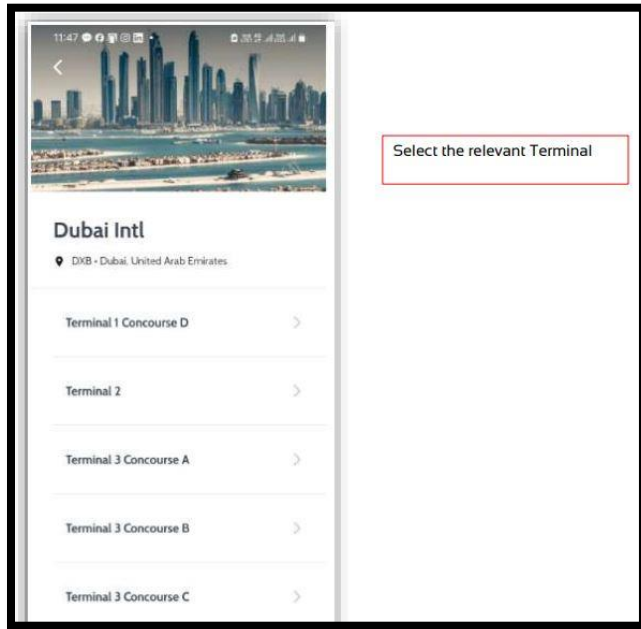 11:47
Select the relevant Terminal
Dubai Intl
DXB • Dubai, United Arab Emirates
Terminal 1 Concourse D
Terminal 2
Terminal 3 Concourse A
Terminal 3 Concourse B
Terminal 3 Concourse C